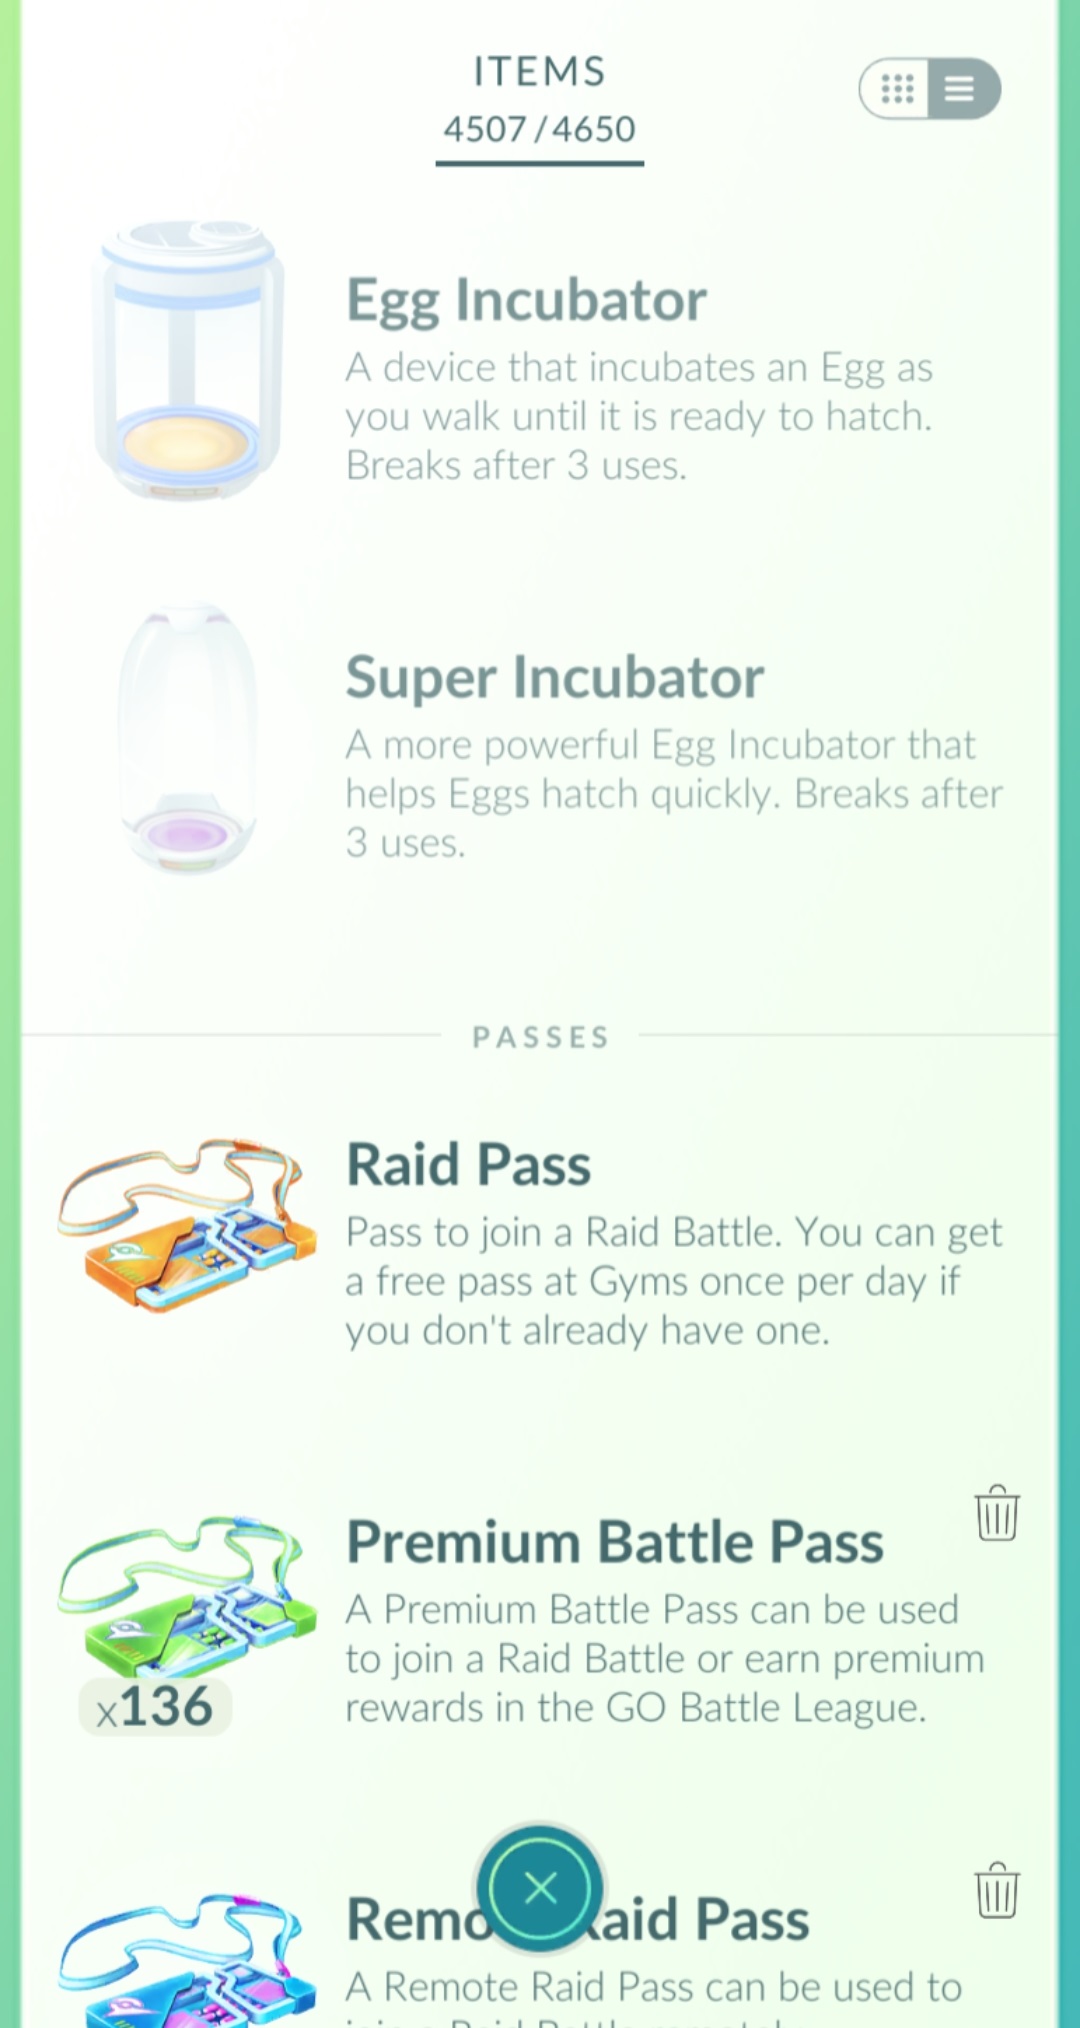 ITEMS
4507/4650
Egg Incubator
A device that incubates an Egg as
you walk until it is ready to hatch.
Breaks after 3 uses.
Super Incubator
A more powerful Egg Incubator that
helps Eggs hatch quickly. Breaks after
3 uses.
PASSES
Raid Pass
Pass to join a Raid Battle. You can get
a free pass at Gyms once per day if
you don't already have one.
Premium Battle Pass
A Premium Battle Pass can be used
to join a Raid Battle or earn premium
rewards in the GO Battle League.
x136
Pass
A Remote Raid Pass can be used to